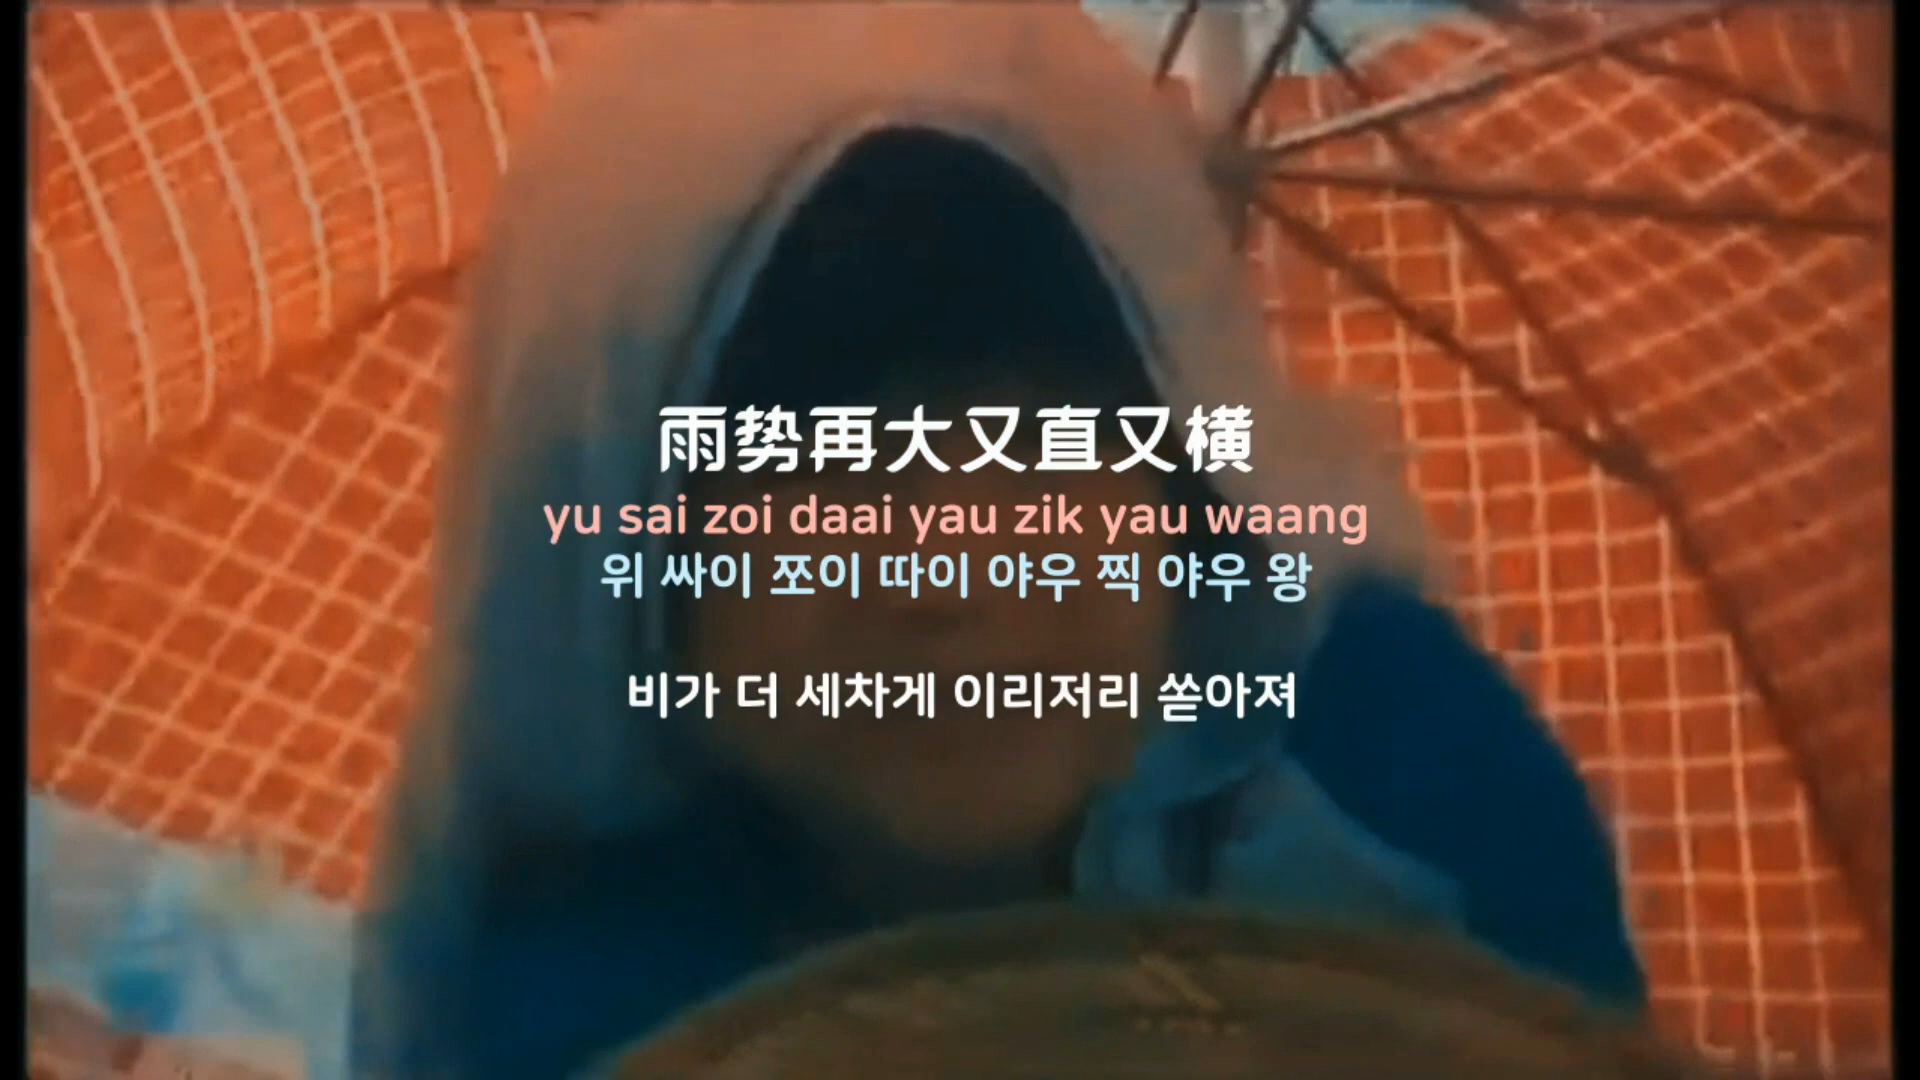 雨势再大又直又横
yu sai zoi daai yau zik yau waang
위 싸이 쪼이 따이 야우 찍 야우 왕
비가 더 세차게 이리저리 쏟아져